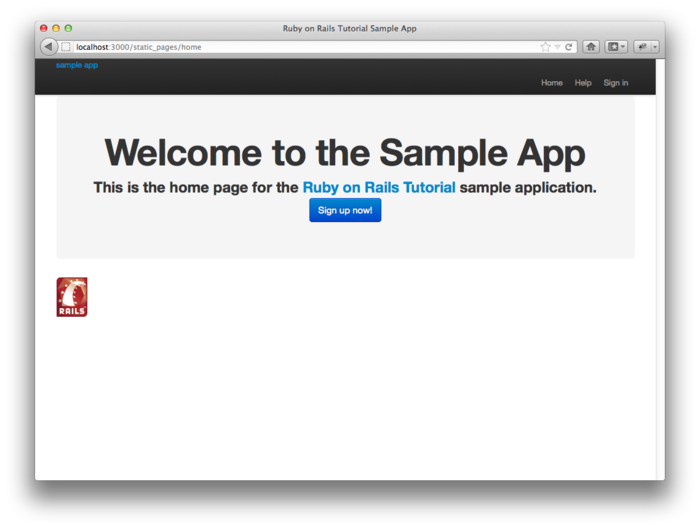 Ruby on Rails Tutorial Sample App
localhost:3000/static_pages/home
sample app
Home Help Sign in
Welcome to the Sample App
This is the home page for the Ruby on Rails Tutorial sample application.
Sign up now!
RAILS